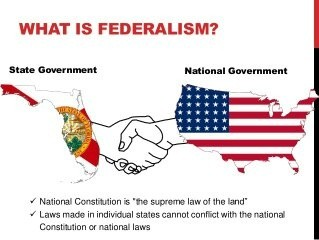 WHAT IS FEDERALISM?
State Government
National Government
✓ National Constitution is "the supreme law of the land"
✓ Laws made in individual states cannot conflict with the national
Constitution or national laws